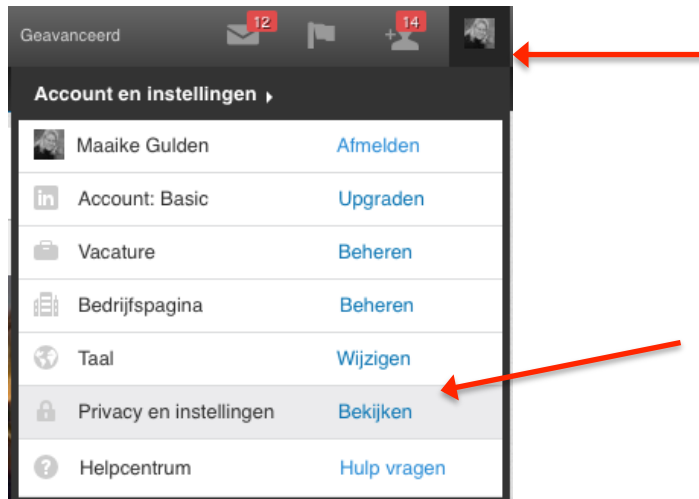 Geavanceerd 12 14
Account en instellingen
Maaike Gulden Afmelden
in Account: Basic Upgraden
Vacature Beheren
Bedrijfspagina Beheren
Taal Wijzigen
Privacy en instellingen Bekijken
? Helpcentrum Hulp vragen